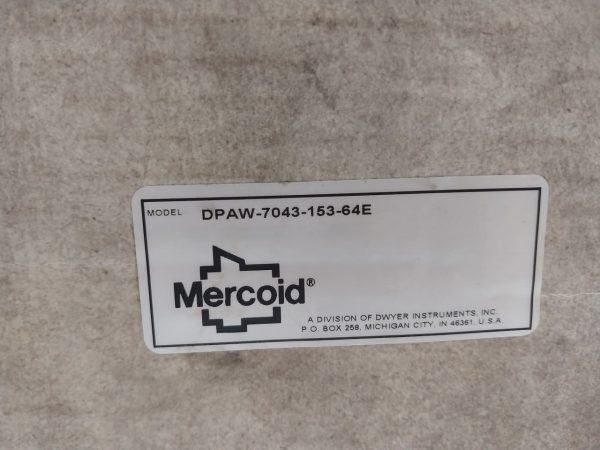 MODEL DPAW-7043-153-64E
Mercoid®
A DIVISION OF DWYER INSTRUMENTS, INC.
P.O. BOX 258, MICHIGAN CITY, IN 46361, U.S.A.